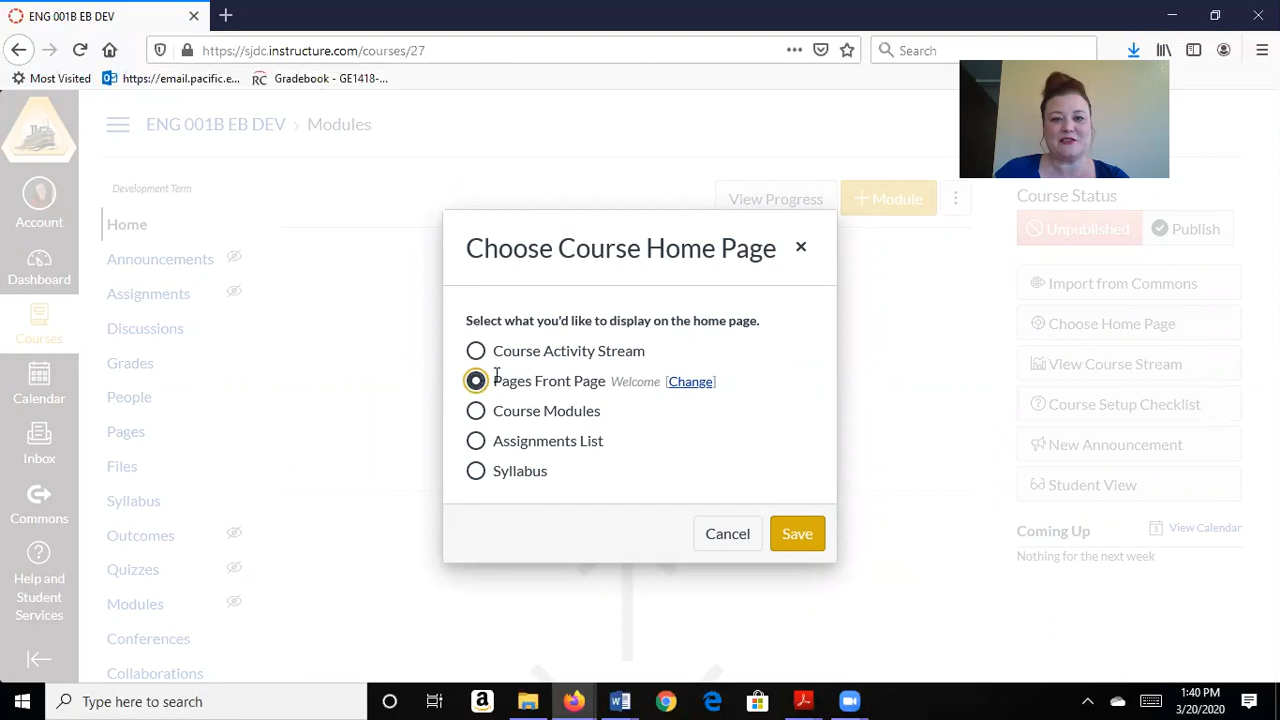 ENG 001B EB DEV
https://sjdc.instructure.com/courses/27
Search
Most Visited
https://email.pacific.e...
Gradebook - GE1418-...
ENG 001B EB DEV > Modules
Development Term
View Progress
+ Module
Account
Dashboard
Courses
Calendar
Inbox
Commons
Help and
Student
Services
Home
Announcements
Assignments
Discussions
Grades
People
Pages
Files
Syllabus
Outcomes
Quizzes
Modules
Conferences
Collaborations
Choose Course Home Page
Select what you'd like to display on the home page.
Course Activity Stream
Pages Front Page Welcome [Change]
Course Modules
Assignments List
Syllabus
Cancel
Save
Course Status
Unpublished
Publish
Import from Commons
Choose Home Page
View Course Stream
Course Setup Checklist
New Announcement
Student View
Coming Up
View Calendar
Nothing for the next week
Type here to search
1:40 PM
3/20/2020